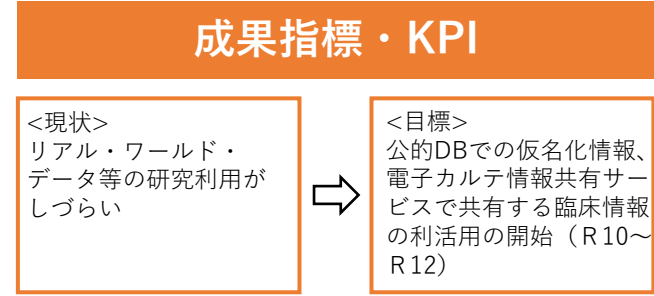 成果指標・KPI
<現状>
リアル・ワールド・
データ等の研究利用が
しづらい
<目標>
公的DBでの仮名化情報、
電子カルテ情報共有サー
ビスで共有する臨床情報
の利活用の開始（Ｒ10～
Ｒ12）